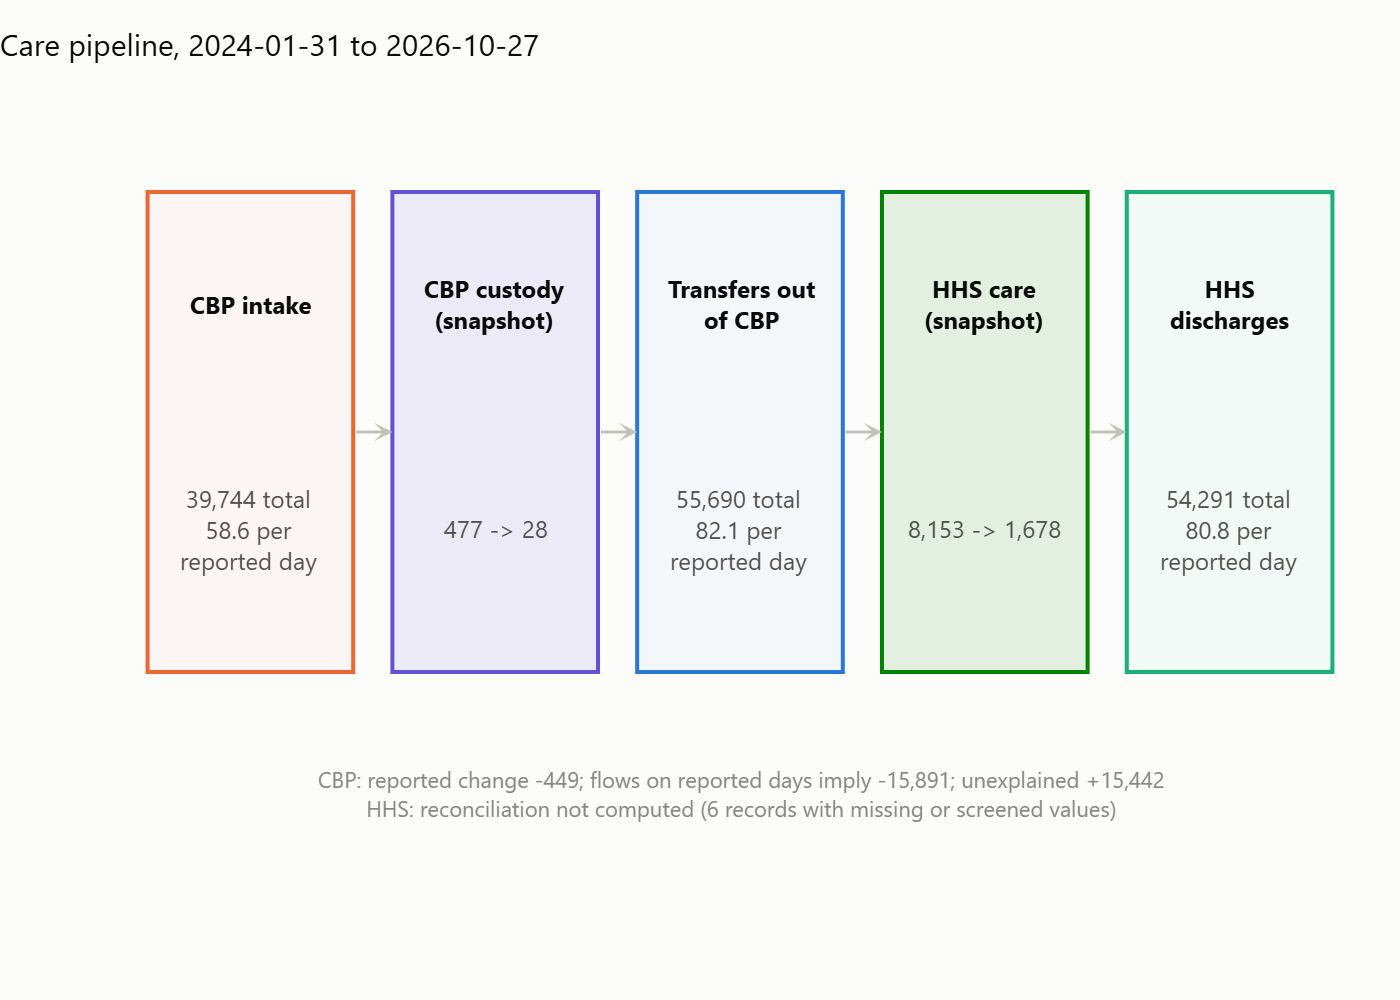 Care pipeline, 2024-01-31 to 2026-10-27
CBP intake
39,744 total
58.6 per
reported day
CBP custody
(snapshot)
477 -> 28
Transfers out
of CBP
55,690 total
82.1 per
reported day
HHS care
(snapshot)
8,153 -> 1,678
HHS
discharges
54,291 total
80.8 per
reported day
CBP: reported change -449; flows on reported days imply -15,891; unexplained +15,442
HHS: reconciliation not computed (6 records with missing or screened values)